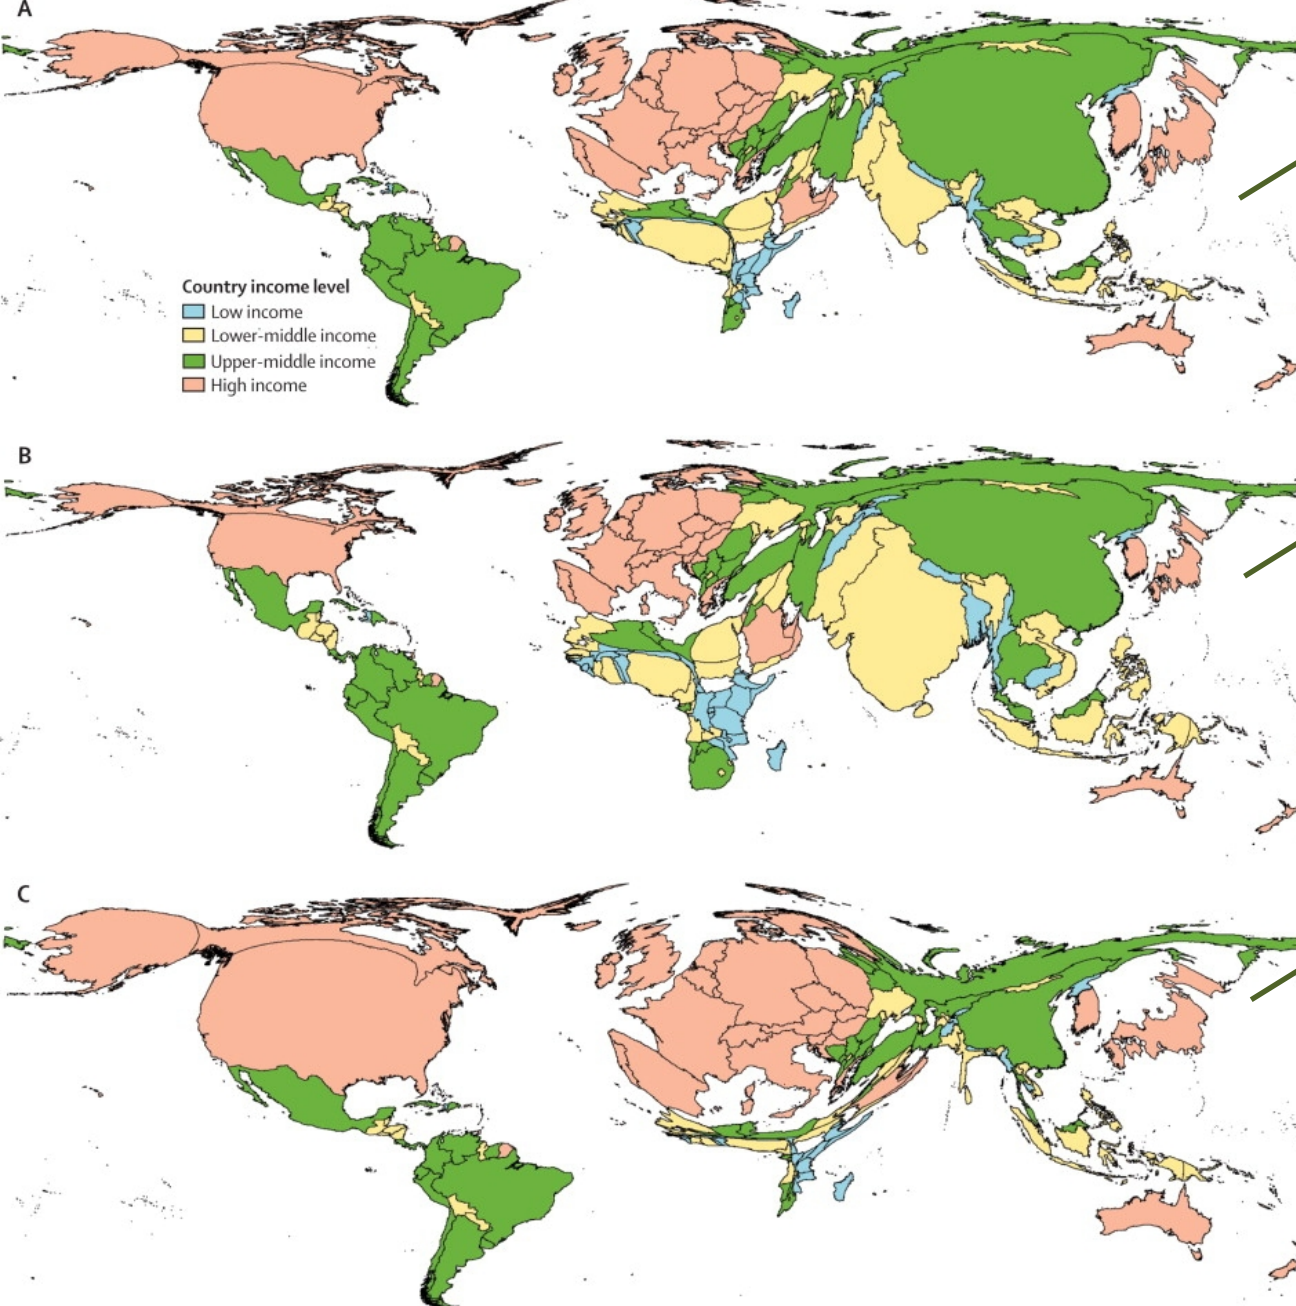 A
Country income level
Low income
Lower-middle income
Upper-middle income
High income
B
C